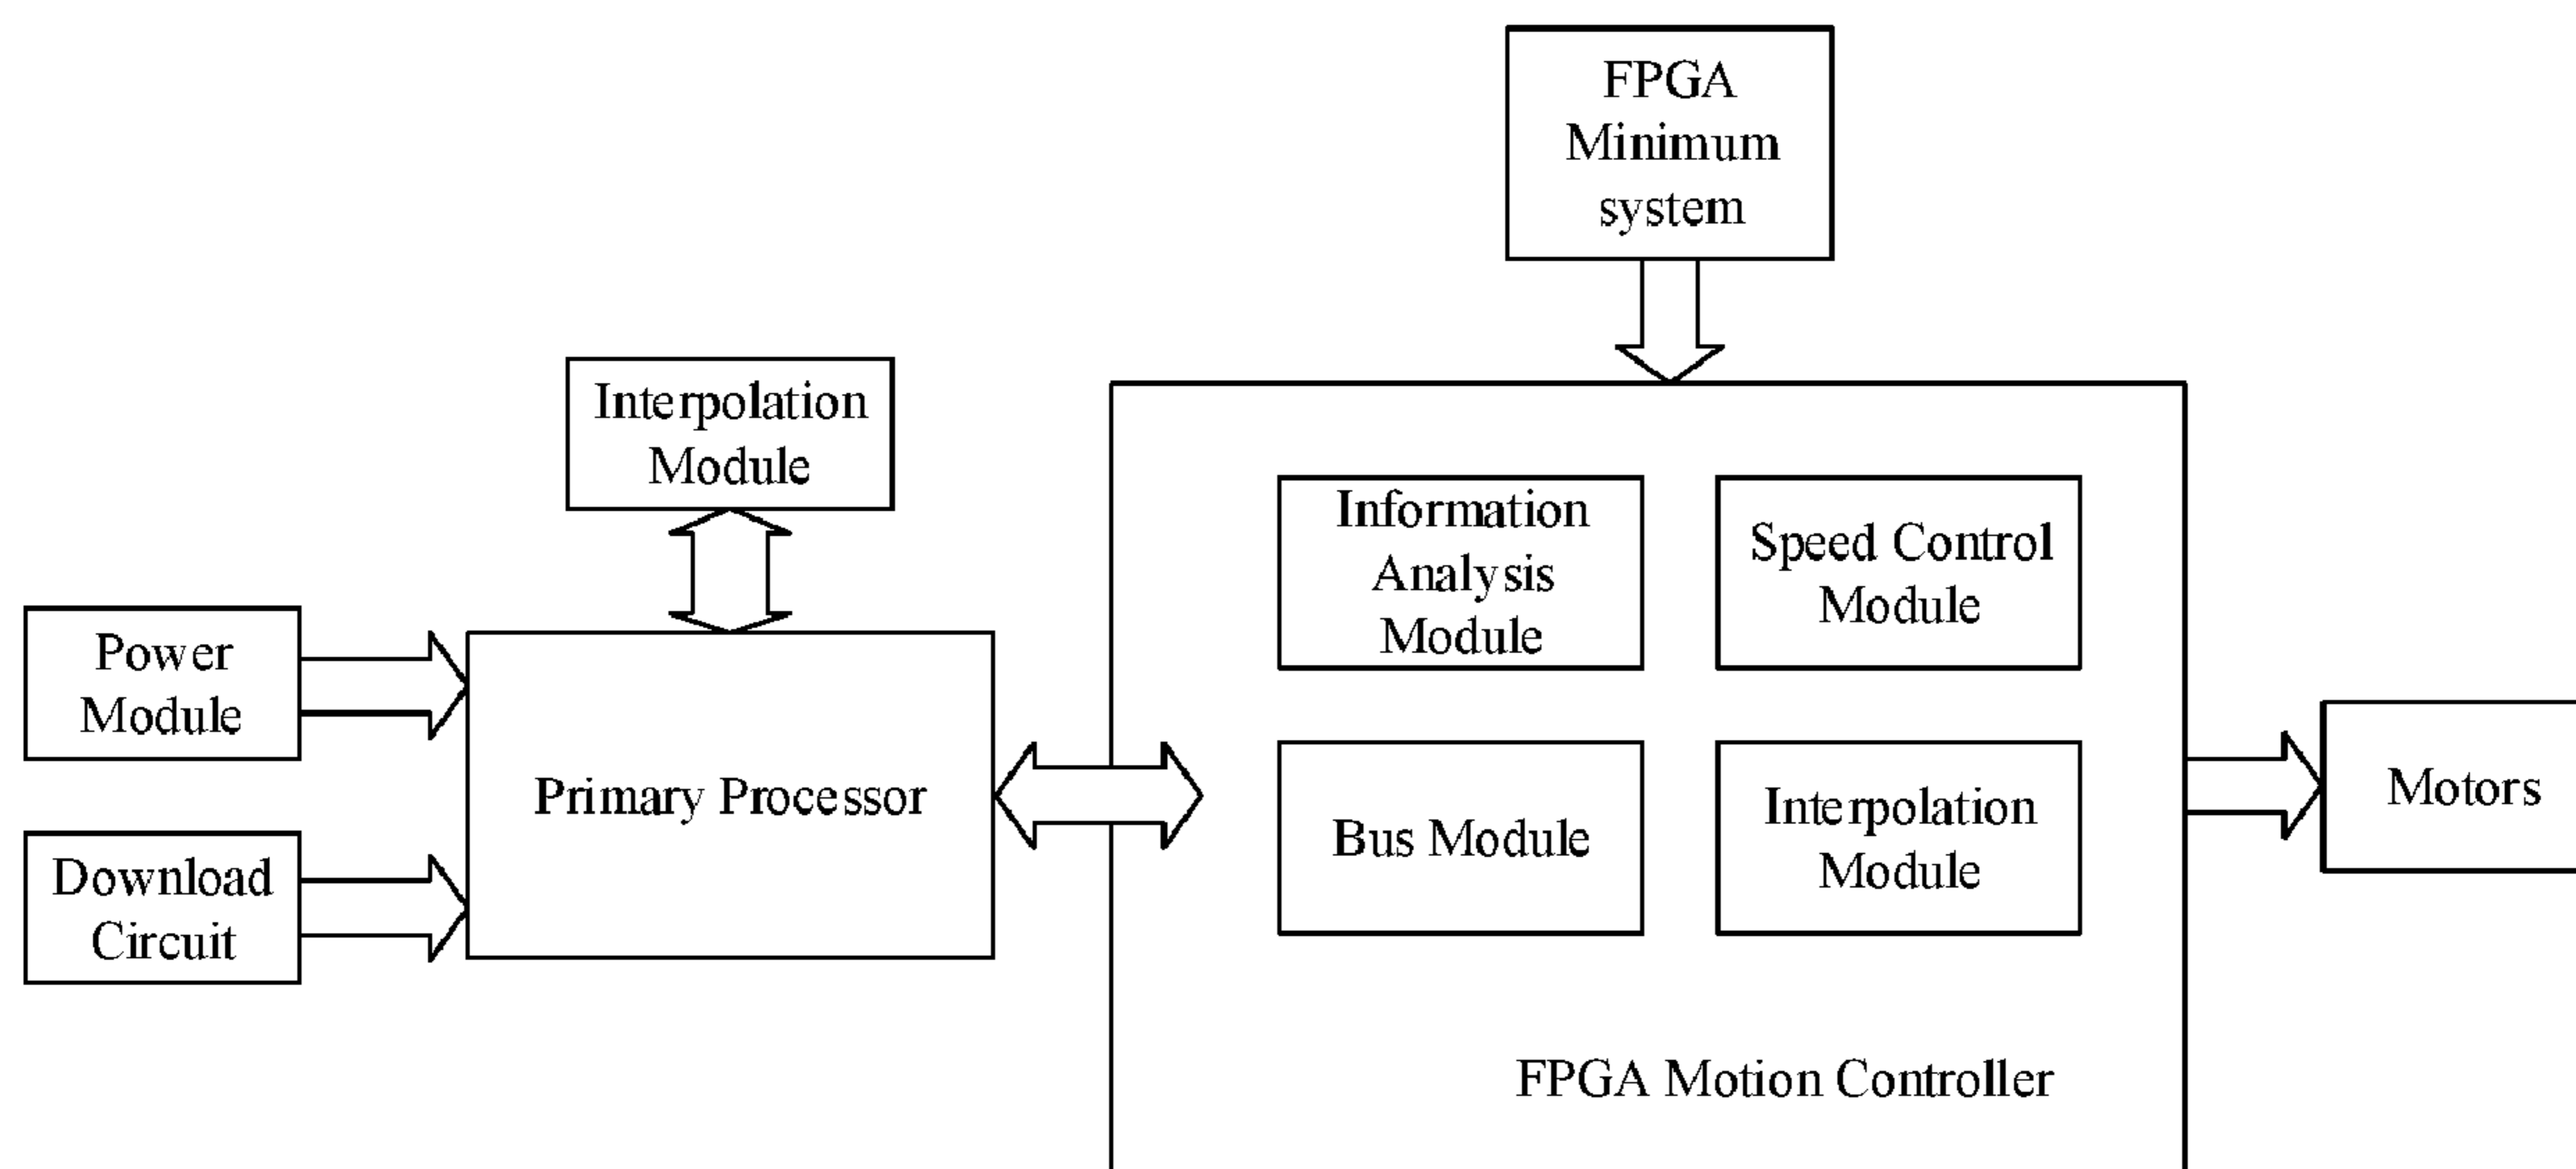 FPGA
Minimum
system
Interpolation
Module
Information
Analysis
Module
Speed Control
Module
Power
Module
Primary Processor
Bus Module
Interpolation
Module
Motors
Download
Circuit
FPGA Motion Controller